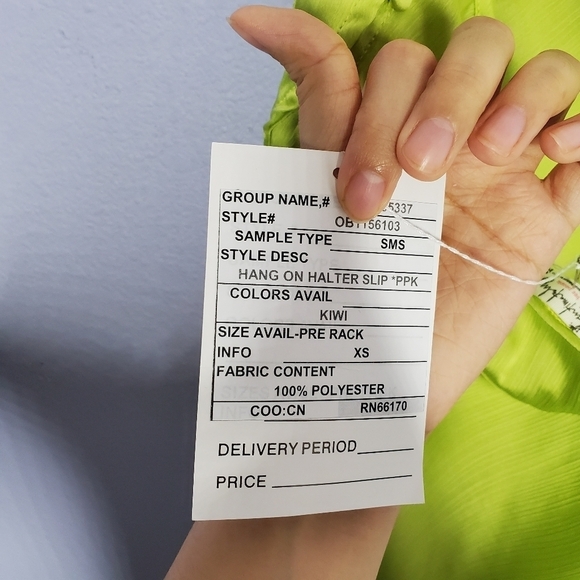 GROUP NAME,# 5337
STYLE# OB1156103
SAMPLE TYPE SMS
STYLE DESC
HANG ON HALTER SLIP *PPK
COLORS AVAIL
KIWI
SIZE AVAIL-PRE RACK
INFO XS
FABRIC CONTENT
100% POLYESTER
COO:CN RN66170
DELIVERY PERIOD
PRICE